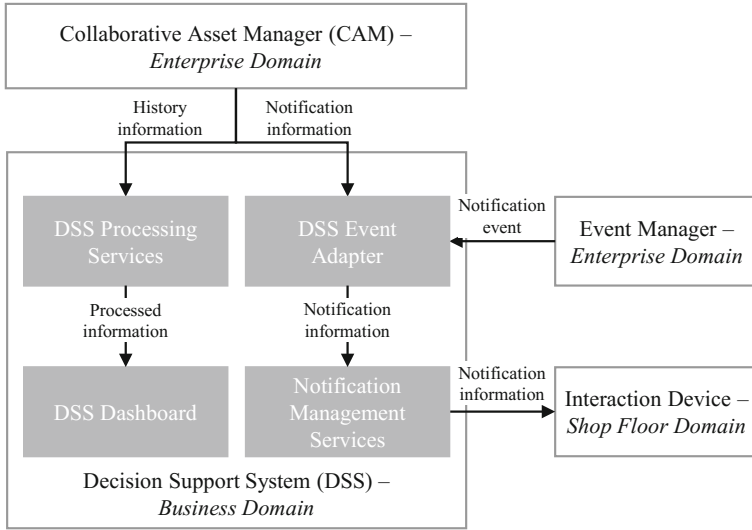 Collaborative Asset Manager (CAM) –
Enterprise Domain
History
information
Notification
information
DSS Processing
Services
DSS Event
Adapter
Notification
event
Event Manager –
Enterprise Domain
Processed
information
Notification
information
DSS Dashboard
Notification
Management
Services
Notification
information
Interaction Device –
Shop Floor Domain
Decision Support System (DSS) –
Business Domain